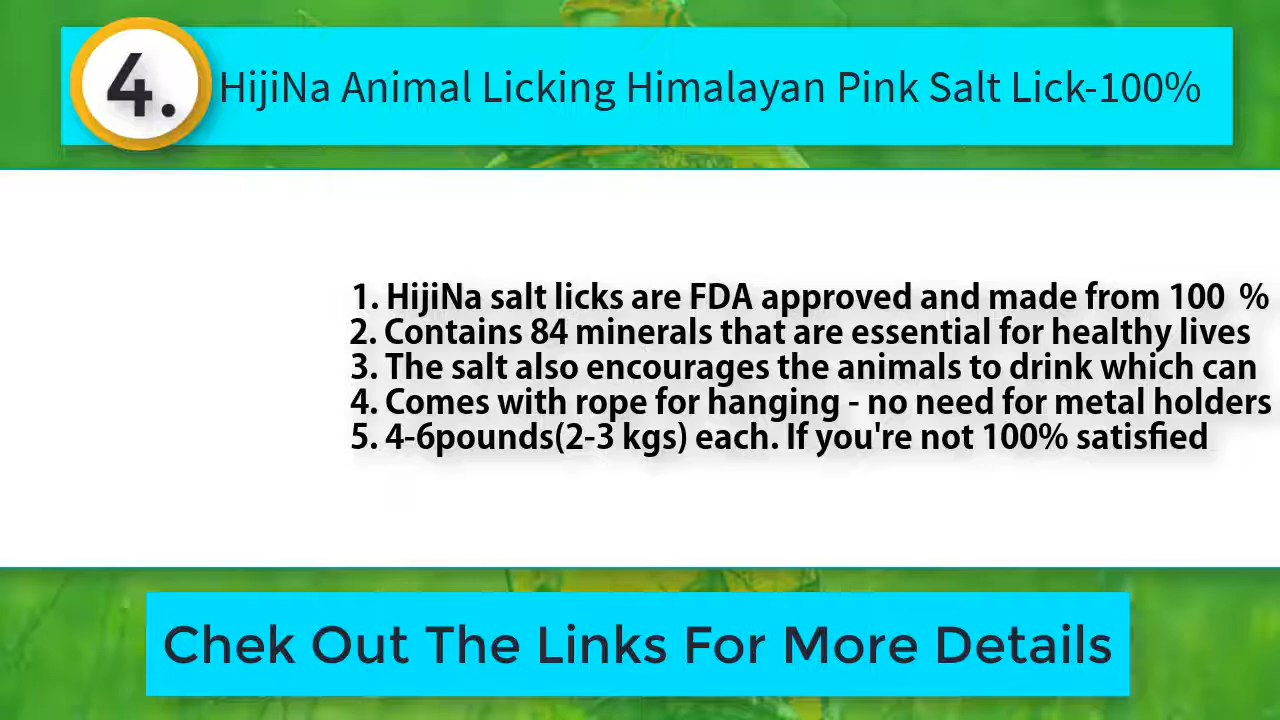 4.
HijiNa Animal Licking Himalayan Pink Salt Lick-100%
1. HijiNa salt licks are FDA approved and made from 100 %
2. Contains 84 minerals that are essential for healthy lives
3. The salt also encourages the animals to drink which can
4. Comes with rope for hanging - no need for metal holders
5. 4-6pounds(2-3 kgs) each. If you're not 100% satisfied
Chek Out The Links For More Details